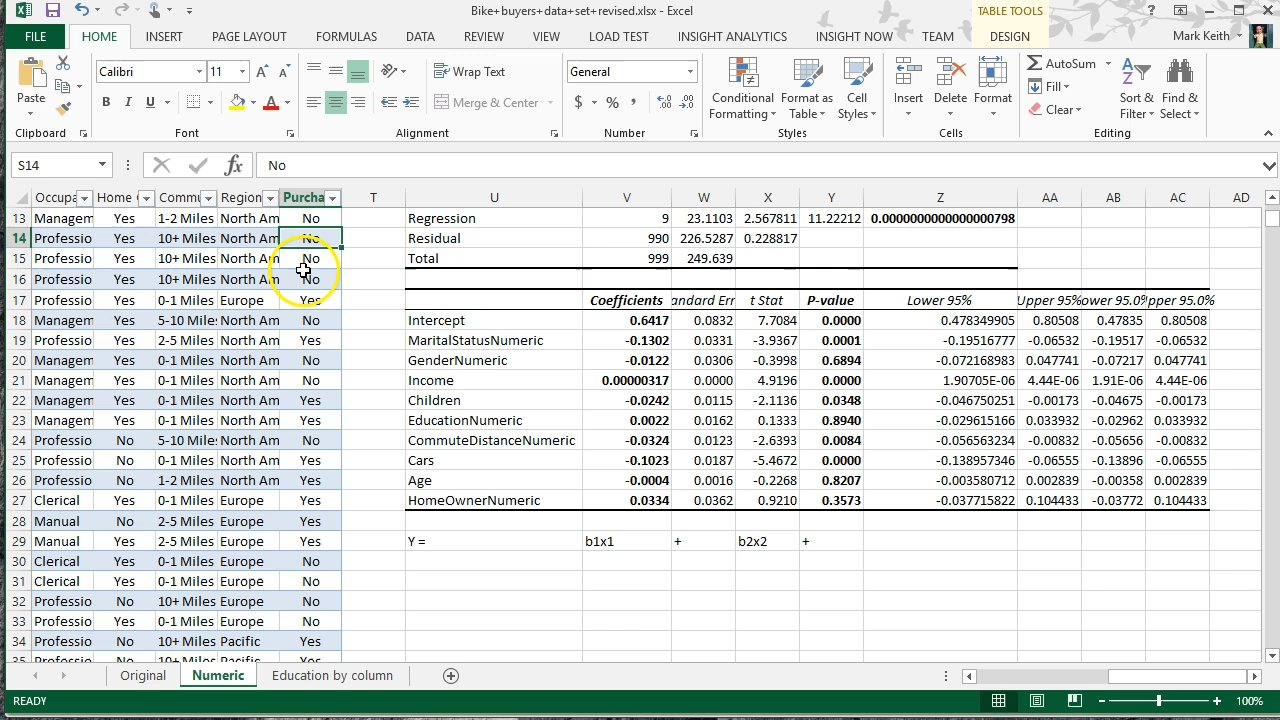 Bike+buyers+data+set+revised.xlsx - Excel
TABLE TOOLS
FILE HOME INSERT PAGE LAYOUT FORMULAS DATA REVIEW VIEW LOAD TEST INSIGHT ANALYTICS INSIGHT NOW TEAM DESIGN Mark Keith
Paste
Calibri 11
B I U
Wrap Text
Merge & Center
General
$ % ,
Conditional Formatting
Format as Table
Cell Styles
Insert Delete Format
AutoSum
Fill
Clear
Sort & Filter
Find & Select
Clipboard Font Alignment Number Styles Cells Editing
S14 fx No
Occupa Home Commu Region Purcha T U V W X Y Z AA AB AC AD
13 Managem Yes 1-2 Miles North Am No Regression 9 23.1103 2.567811 11.22212 0.0000000000000000798
14 Professio Yes 10+ Miles North Am No Residual 990 226.5287 0.228817
15 Professio Yes 10+ Miles North Am No Total 999 249.639
16 Professio Yes 10+ Miles North Am No
17 Professio Yes 0-1 Miles Europe Yes Coefficients andard Err t Stat P-value Lower 95% Upper 95% ower 95.0% pper 95.0%
18 Managem Yes 5-10 Mile North Am No Intercept 0.6417 0.0832 7.7084 0.0000 0.478349905 0.80508 0.47835 0.80508
19 Professio Yes 2-5 Miles North Am Yes MaritalStatusNumeric -0.1302 0.0331 -3.9367 0.0001 -0.19516777 -0.06532 -0.19517 -0.06532
20 Managem Yes 0-1 Miles North Am No GenderNumeric -0.0122 0.0306 -0.3998 0.6894 -0.072168983 0.047741 -0.07217 0.047741
21 Managem Yes 0-1 Miles North Am No Income 0.00000317 0.0000 4.9196 0.0000 1.90705E-06 4.44E-06 1.91E-06 4.44E-06
22 Managem Yes 0-1 Miles North Am Yes Children -0.0242 0.0115 -2.1136 0.0348 -0.046750251 -0.00173 -0.04675 -0.00173
23 Managem Yes 0-1 Miles North Am Yes EducationNumeric 0.0022 0.0162 0.1333 0.8940 -0.029615166 0.033932 -0.02962 0.033932
24 Professio No 5-10 Mile North Am No CommuteDistanceNumeric -0.0324 0.0123 -2.6393 0.0084 -0.056563234 -0.00832 -0.05656 -0.00832
25 Professio No 0-1 Miles North Am Yes Cars -0.1023 0.0187 -5.4672 0.0000 -0.138957346 -0.06555 -0.13896 -0.06555
26 Professio No 1-2 Miles North Am Yes Age -0.0004 0.0016 -0.2268 0.8207 -0.003580712 0.002839 -0.00358 0.002839
27 Clerical Yes 0-1 Miles Europe Yes HomeOwnerNumeric 0.0334 0.0362 0.9210 0.3573 -0.037715822 0.104433 -0.03772 0.104433
28 Manual No 2-5 Miles Europe Yes
29 Manual Yes 2-5 Miles Europe Yes Y = b1x1 + b2x2 +
30 Clerical Yes 0-1 Miles Europe No
31 Clerical Yes 0-1 Miles Europe No
32 Professio No 10+ Miles Europe No
33 Professio Yes 0-1 Miles Europe No
34 Professio No 10+ Miles Pacific Yes
35 Professio No 10+ Miles Pacific Yes
Original Numeric Education by column
READY 100%